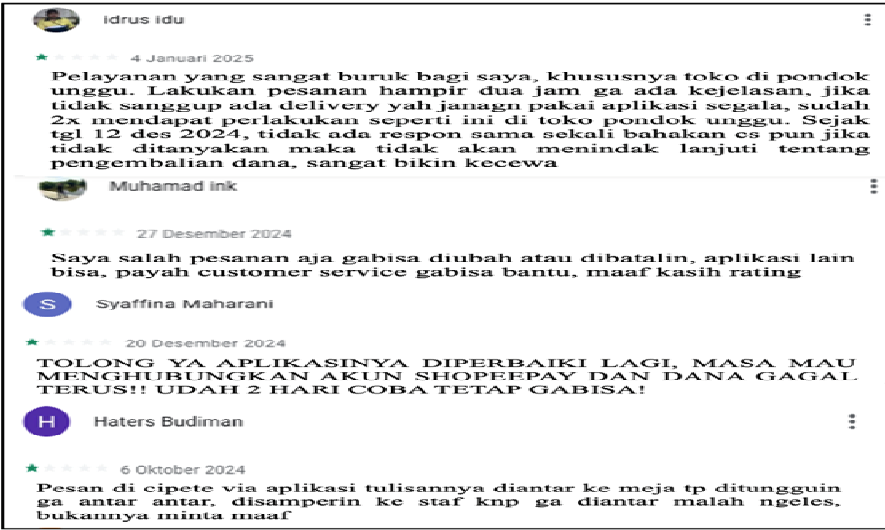 idrus idu
4 Januari 2025
Pelayanan yang sangat buruk bagi saya, khususnya toko di pondok
unggu. Lakukan pesanan hampir dua jam ga ada kejelasan, jika
tidak sanggup ada delivery yah janagn pakai aplikasi segala, sudah
2x mendapat perlakukan seperti ini di toko pondok unggu. Sejak
tgl 12 des 2024, tidak ada respon sama sekali bahakan cs pun jika
tidak ditanyakan maka tidak akan menindak lanjuti tentang
pengembalian dana, sangat bikin kecewa
Muhamad ink
27 Desember 2024
Saya salah pesanan aja gabisa diubah atau dibatalin, aplikasi lain
bisa, payah customer service gabisa bantu, maaf kasih rating
S
Syaffina Maharani
20 Desember 2024
TOLONG YA APLIKASINYA DIPERBAIKI LAGI, MASA MAU
MENGHUBUNGKAN AKUN SHOPEEPAY DAN DANA GAGAL
TERUS!! UDAH 2 HARI COBA TETAP GABISA!
H
Haters Budiman
6 Oktober 2024
Pesan di cipete via aplikasi tulisannya diantar ke meja tp ditungguin
ga antar antar, disamperin ke staf knp ga diantar malah ngeles,
bukannya minta maaf